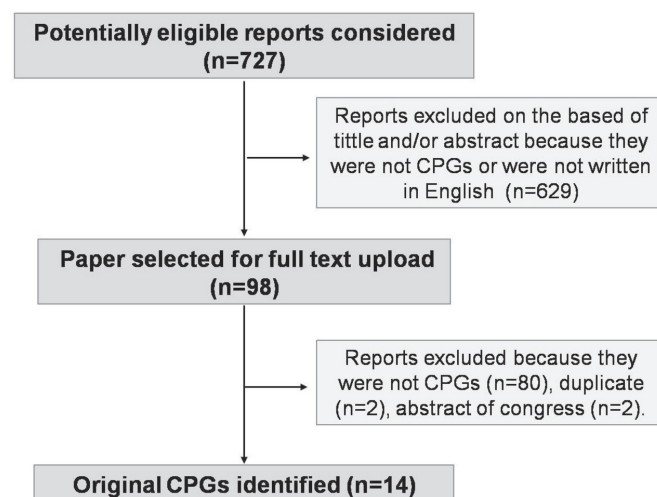 Potentially eligible reports considered
(n=727)
Reports excluded on the based of
tittle and/or abstract because they
were not CPGs or were not written
in English (n=629)
Paper selected for full text upload
(n=98)
Reports excluded because they
were not CPGs (n=80), duplicate
(n=2), abstract of congress (n=2).
Original CPGs identified (n=14)